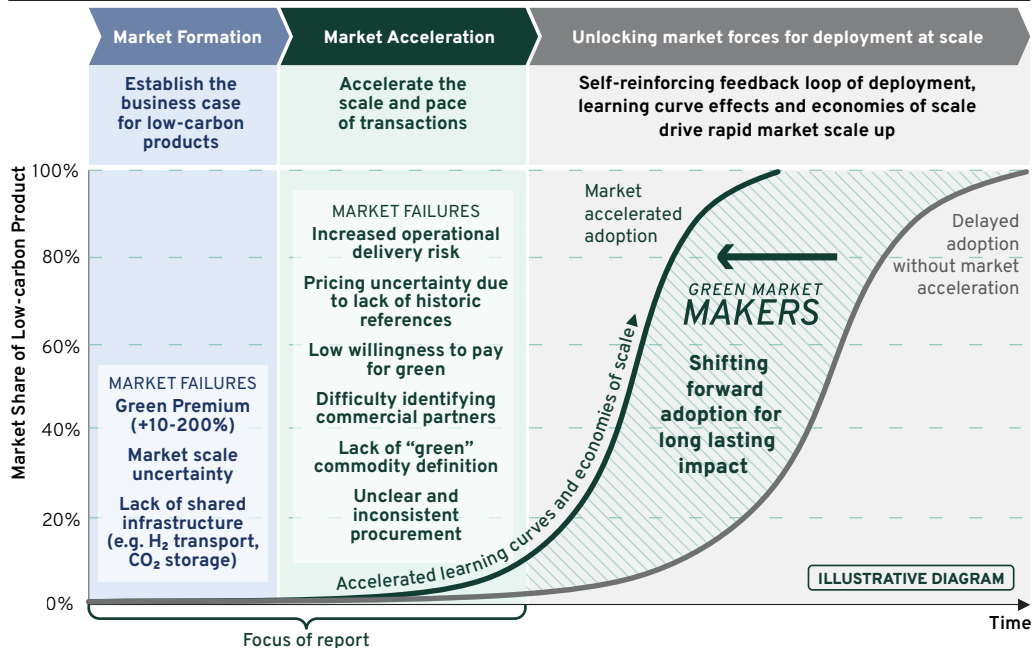 Market Formation
Market Acceleration
Unlocking market forces for deployment at scale
Establish the
business case
for low-carbon
products
Accelerate the
scale and pace
of transactions
Self-reinforcing feedback loop of deployment,
learning curve effects and economies of scale
drive rapid market scale up
Market Share of Low-carbon Product
100%
80%
60%
40%
20%
0%
MARKET FAILURES
Green Premium
(+10-200%)
Market scale
uncertainty
Lack of shared
infrastructure
(e.g. H₂ transport,
CO₂ storage)
MARKET FAILURES
Increased operational
delivery risk
Pricing uncertainty due
to lack of historic
references
Low willingness to pay
for green
Difficulty identifying
commercial partners
Lack of “green”
commodity definition
Unclear and
inconsistent
procurement
Accelerated learning curves and economies of scale
Market
accelerated
adoption
GREEN MARKET
MAKERS
Shifting
forward
adoption for
long lasting
impact
Delayed
adoption
without market
acceleration
ILLUSTRATIVE DIAGRAM
Time
Focus of report